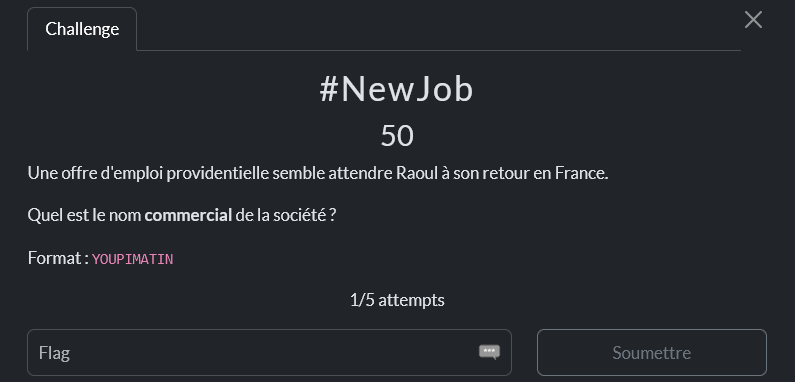 Challenge
#NewJob
50
Une offre d'emploi providentielle semble attendre Raoul à son retour en France.
Quel est le nom commercial de la société ?
Format : YOUPIMATIN
1/5 attempts
Flag
Soumettre